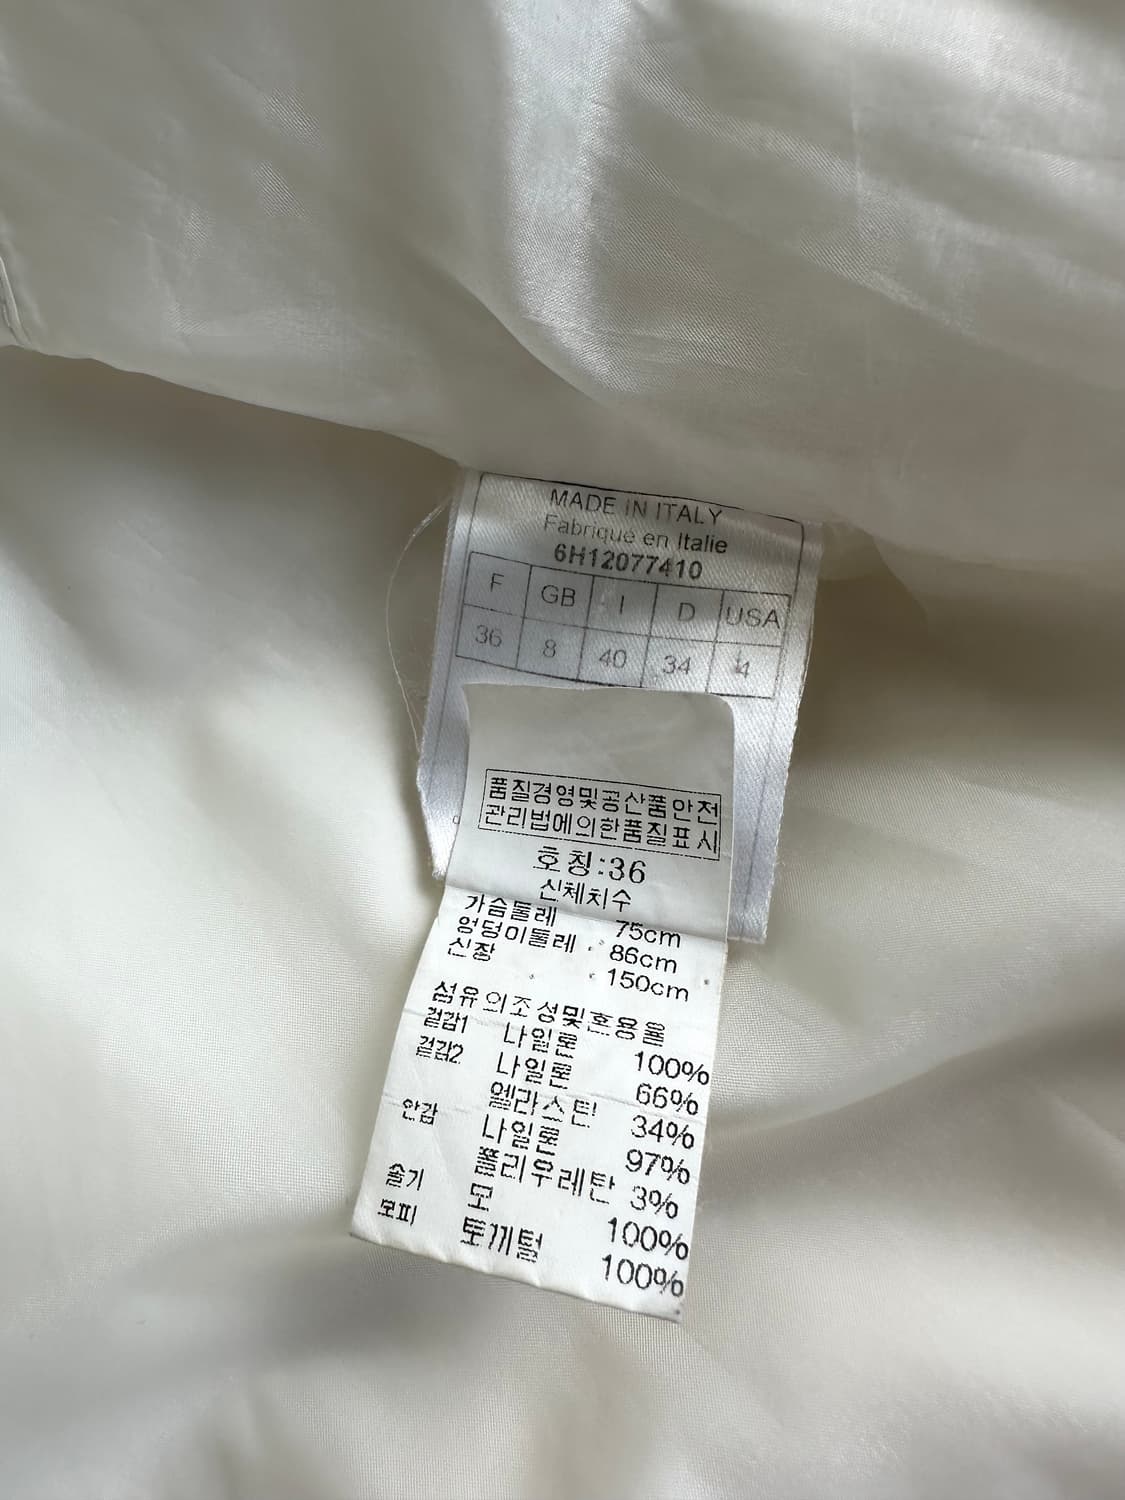 MADE IN ITALY
Fabriqué en Italie
6H12077410
F GB I D USA
36 8 40 34 4
품질경영및공산품안전
관리법에의한품질표시
호칭:36
신체치수
가슴둘레 75cm
엉덩이둘레 86cm
신장 150cm
섬유의조성및혼용율
겉감1 나일론 100%
겉감2 나일론 66%
엘라스틴 34%
안감 나일론 97%
폴리우레탄 3%
솔기 모 100%
모피 토끼털 100%